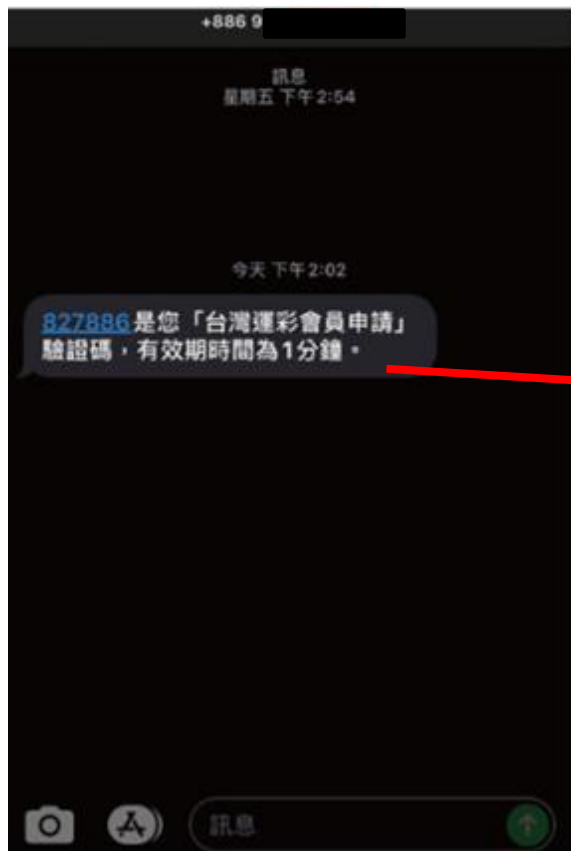 +886 9
訊息
星期五 下午 2:54
今天 下午 2:02
827886是您「台灣運彩會員申請」
驗證碼，有效期時間為1分鐘。
訊息